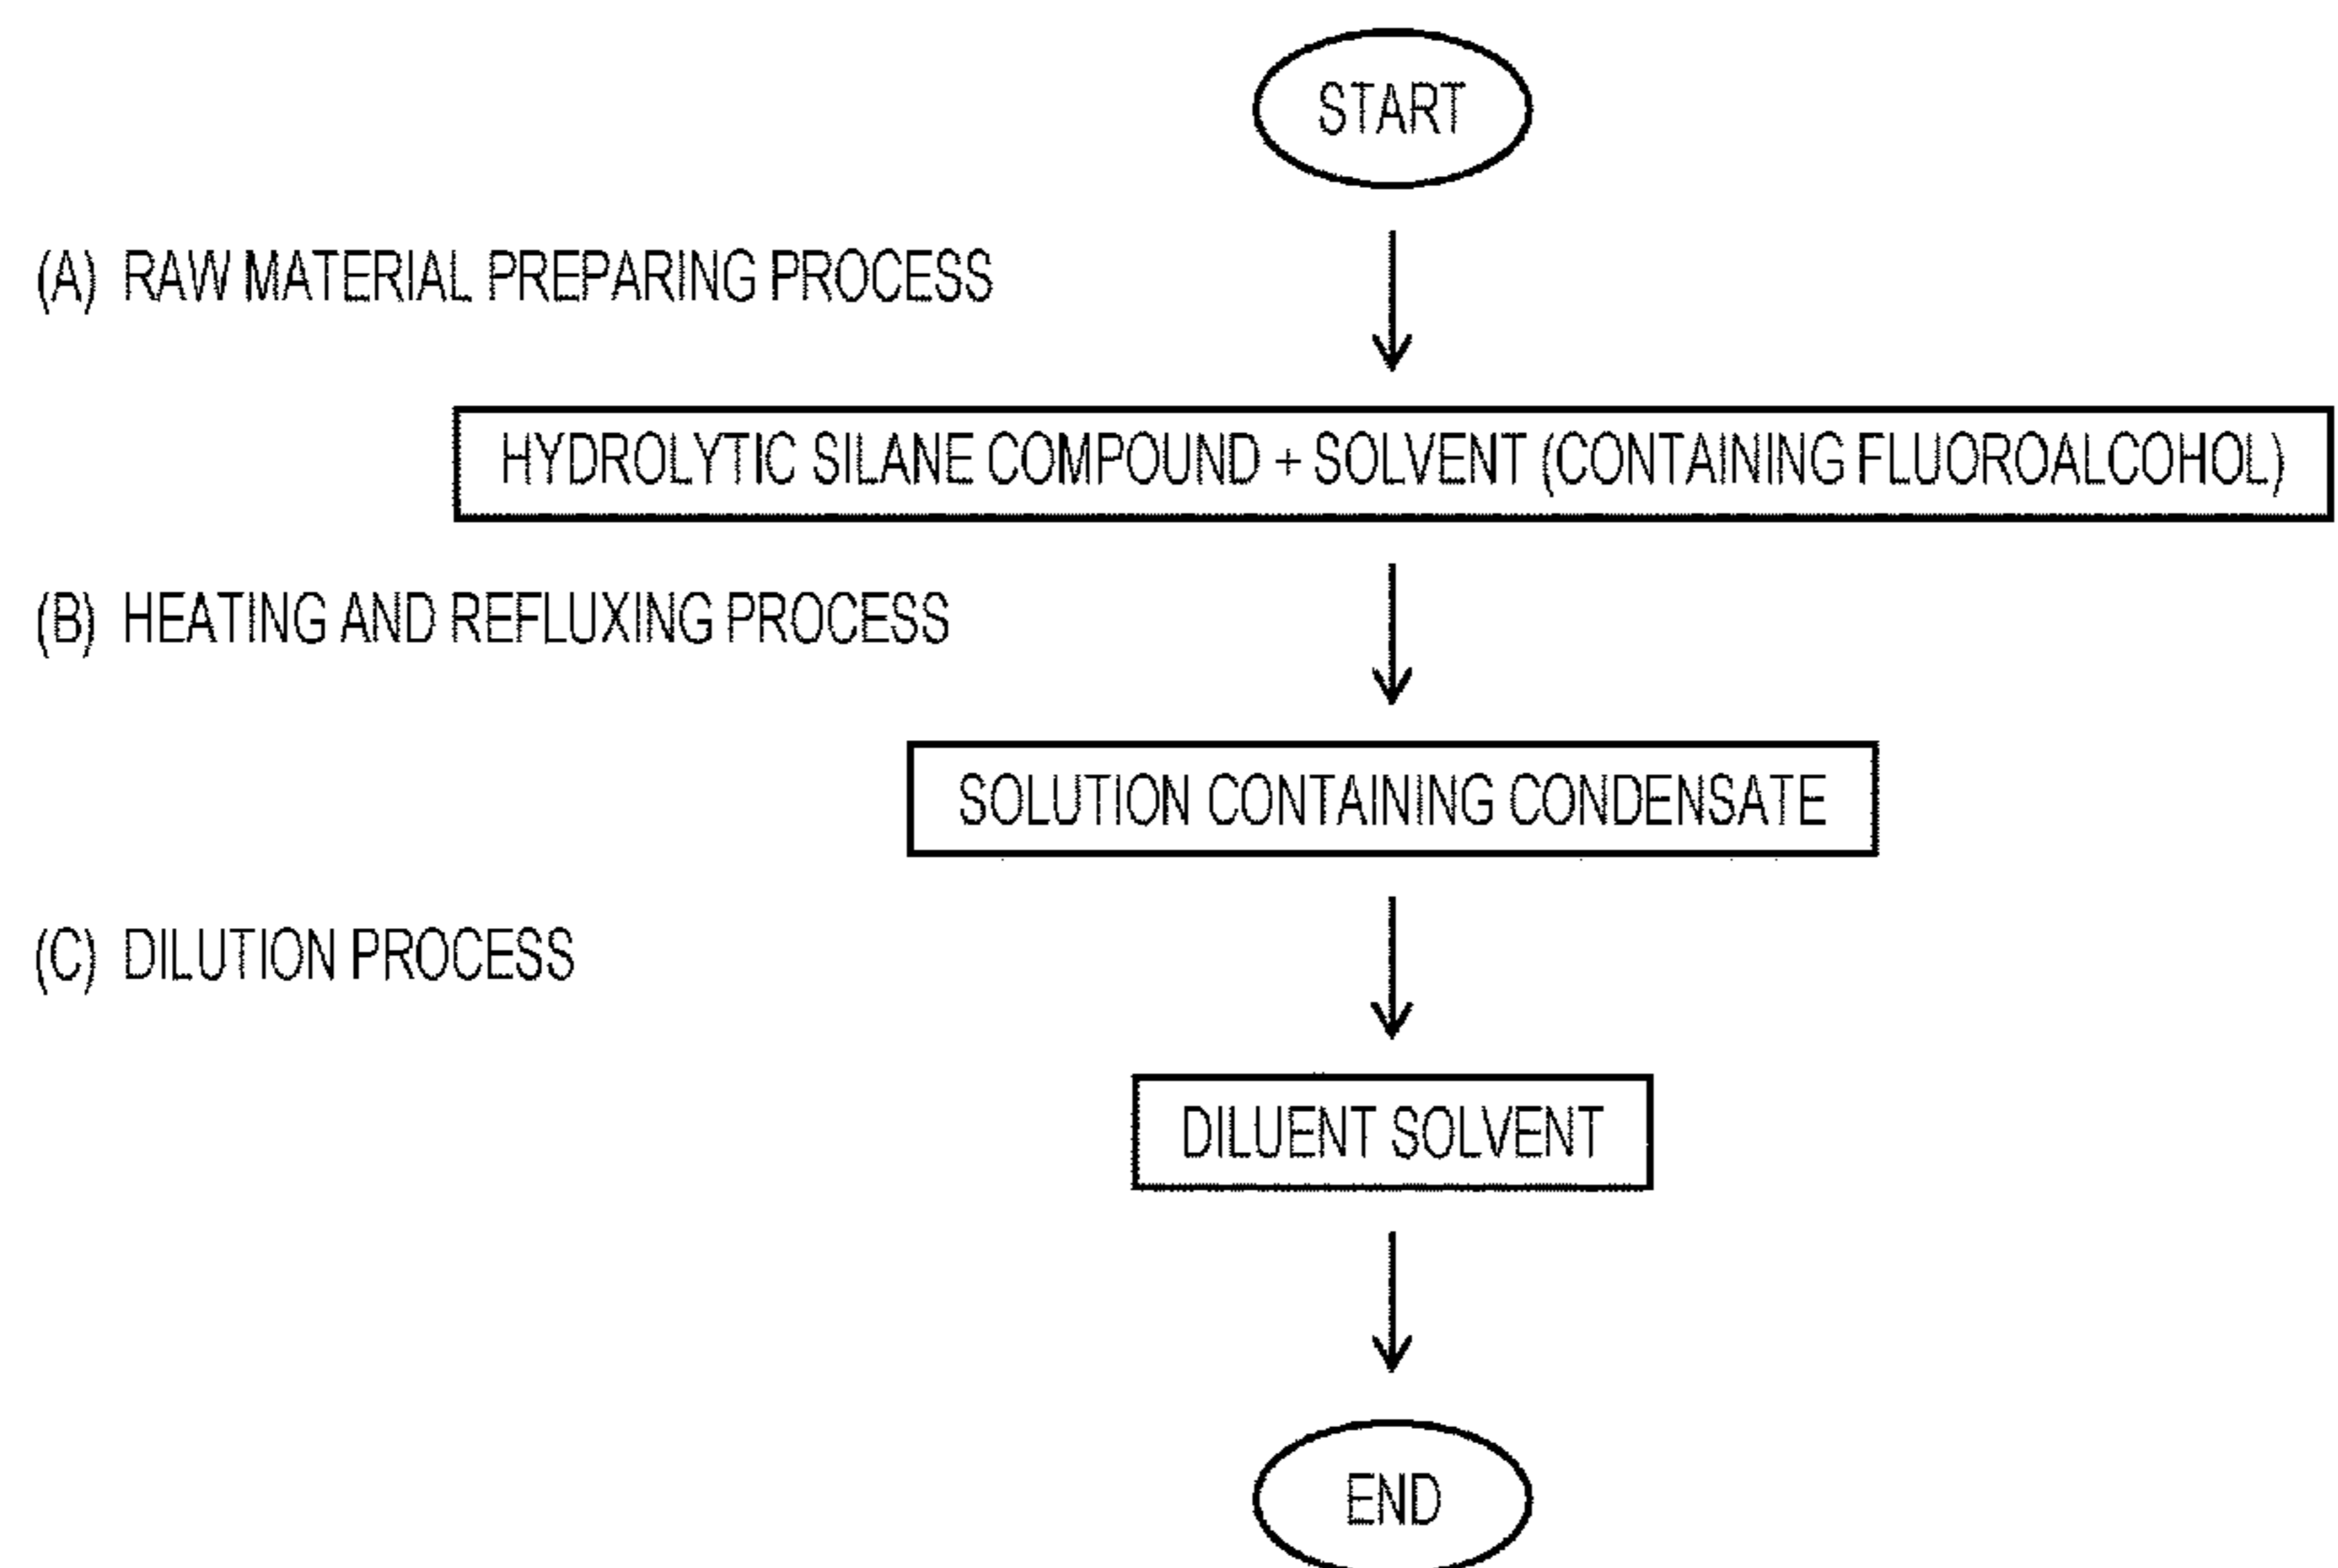 START
(A) RAW MATERIAL PREPARING PROCESS
HYDROLYTIC SILANE COMPOUND + SOLVENT (CONTAINING FLUOROALCOHOL)
(B) HEATING AND REFLUXING PROCESS
SOLUTION CONTAINING CONDENSATE
(C) DILUTION PROCESS
DILUENT SOLVENT
END